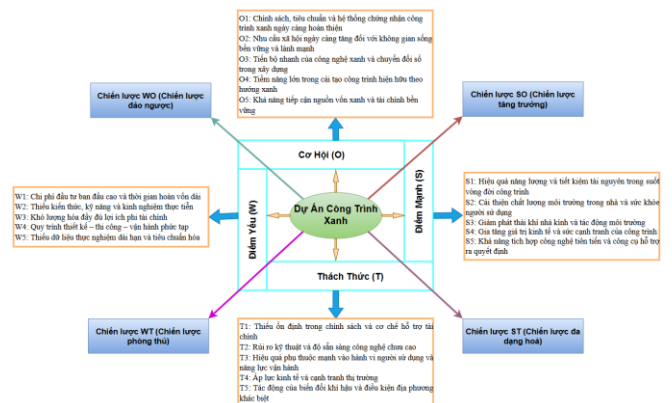 O1: Chính sách, tiêu chuẩn và hệ thống chứng nhận công
trình xanh ngày càng hoàn thiện
O2: Nhu cầu xã hội ngày càng tăng đối với không gian sống
bền vững và lành mạnh
O3: Tiến bộ nhanh của công nghệ xanh và chuyển đổi số
trong xây dựng
O4: Tiềm năng lớn trong cải tạo công trình hiện hữu theo
hướng xanh
O5: Khả năng tiếp cận nguồn vốn xanh và tài chính bền
vững
Chiến lược WO (Chiến lược
đảo ngược)
Chiến lược SO (Chiến lược
tăng trưởng)
Cơ Hội (O)
W1: Chi phí đầu tư ban đầu cao và thời gian hoàn vốn dài
W2: Thiếu kiến thức, kỹ năng và kinh nghiệm thực tiễn
W3: Khó lượng hóa đầy đủ lợi ích phi tài chính
W4: Quy trình thiết kế – thi công – vận hành phức tạp
W5: Thiếu dữ liệu thực nghiệm dài hạn và tiêu chuẩn hóa
Điểm Yếu (W)
Dự Án Công Trình
Xanh
Điểm Mạnh (S)
S1: Hiệu quả năng lượng và tiết kiệm tài nguyên trong suốt
vòng đời công trình
S2: Cải thiện chất lượng môi trường trong nhà và sức khỏe
người sử dụng
S3: Giảm phát thải khí nhà kính và tác động môi trường
S4: Gia tăng giá trị kinh tế và sức cạnh tranh của công trình
S5: Khả năng tích hợp công nghệ tiên tiến và công cụ hỗ trợ
ra quyết định
Thách Thức (T)
Chiến lược WT (Chiến lược
phòng thủ)
Chiến lược ST (Chiến lược đa
dạng hoá)
T1: Thiếu ổn định trong chính sách và cơ chế hỗ trợ tài
chính
T2: Rủi ro kỹ thuật và độ sẵn sàng công nghệ chưa cao
T3: Hiệu quả phụ thuộc mạnh vào hành vi người sử dụng và
năng lực vận hành
T4: Áp lực kinh tế và cạnh tranh thị trường
T5: Tác động của biến đổi khí hậu và điều kiện địa phương
khác biệt